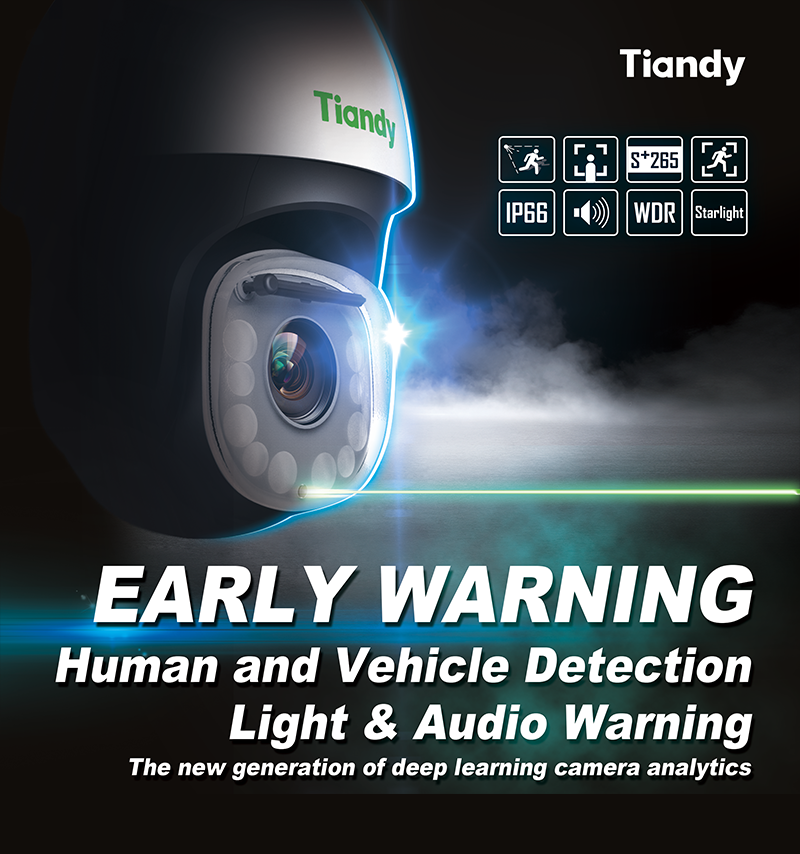 Tiandy
Tiandy
S+265
IP66
WDR
Starlight
EARLY WARNING
Human and Vehicle Detection
Light & Audio Warning
The new generation of deep learning camera analytics